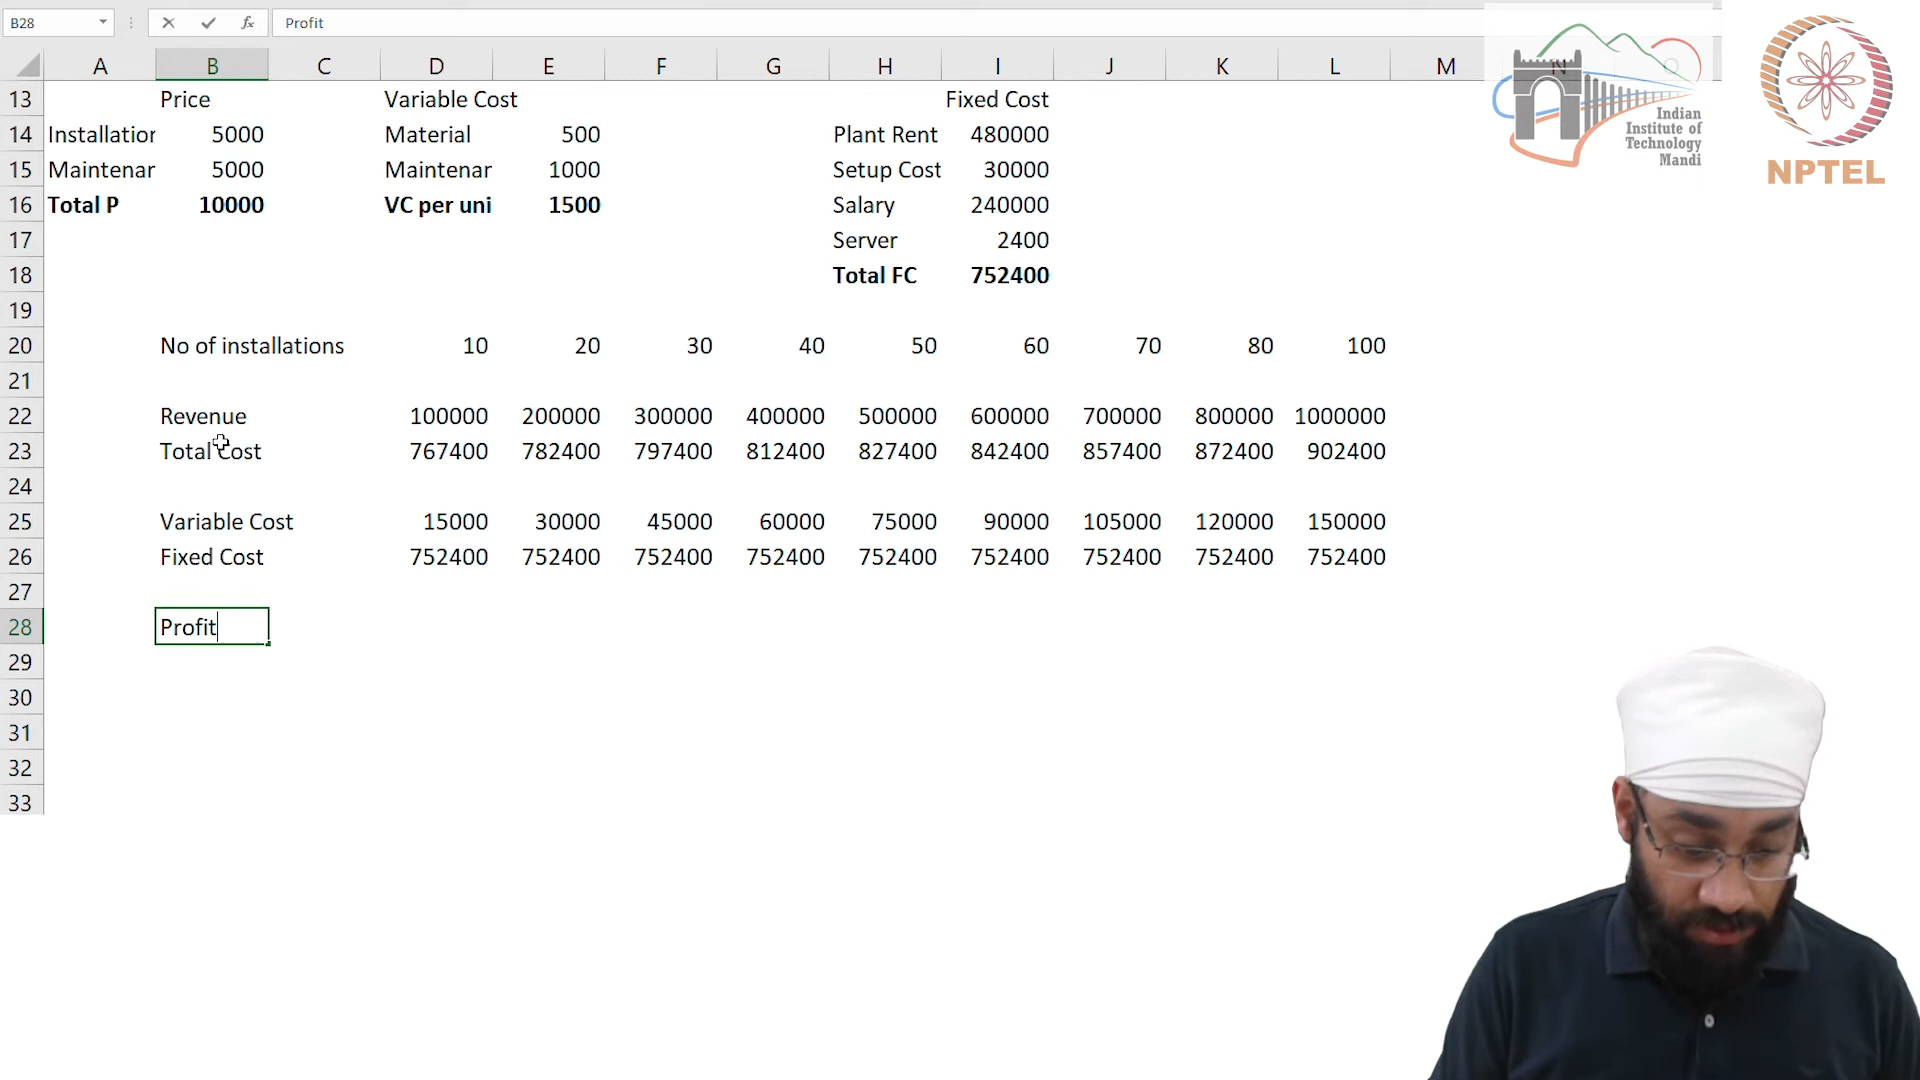 B28 fx Profit
A B C D E F G H I J K L M N O
13 Price Variable Cost Fixed Cost
14 Installation 5000 Material 500 Plant Rent 480000
15 Maintenar 5000 Maintenar 1000 Setup Cost 30000
16 Total P 10000 VC per uni 1500 Salary 240000
17 Server 2400
18 Total FC 752400
19
20 No of installations 10 20 30 40 50 60 70 80 100
21
22 Revenue 100000 200000 300000 400000 500000 600000 700000 800000 1000000
23 Total Cost 767400 782400 797400 812400 827400 842400 857400 872400 902400
24
25 Variable Cost 15000 30000 45000 60000 75000 90000 105000 120000 150000
26 Fixed Cost 752400 752400 752400 752400 752400 752400 752400 752400 752400
27
28 Profit
29
30
31
32
33
Indian
Institute of
Technology
Mandi
NPTEL